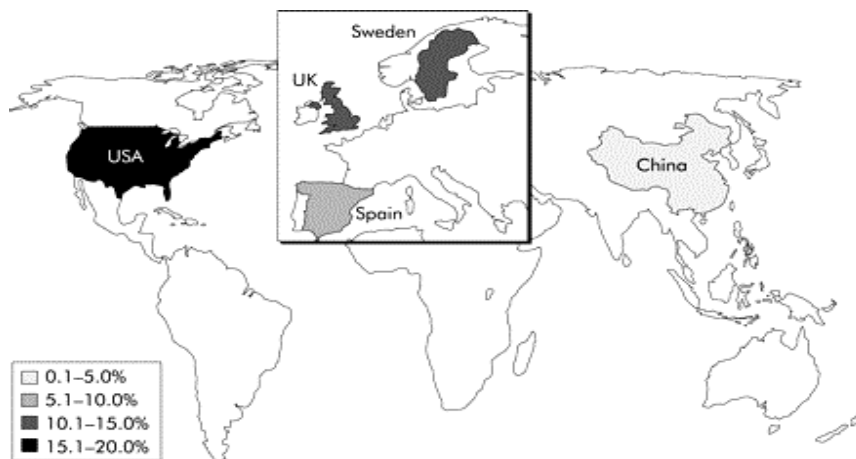 Sweden
UK
USA
China
Spain
0.1–5.0%
5.1–10.0%
10.1–15.0%
15.1–20.0%